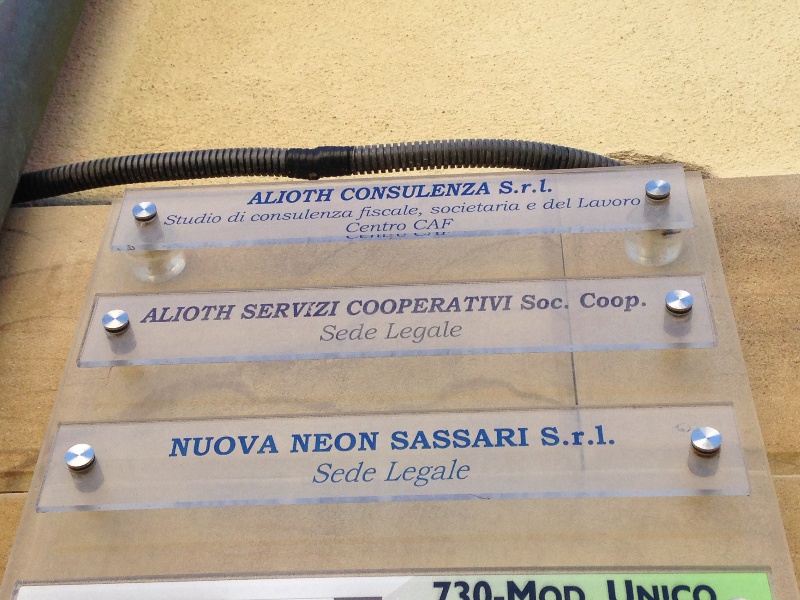 ALIOTH CONSULENZA S.r.l.
Studio di consulenza fiscale, societaria e del Lavoro
Centro CAF
ALIOTH SERVIZI COOPERATIVI Soc. Coop.
Sede Legale
NUOVA NEON SASSARI S.r.l.
Sede Legale
730-MOD. UNICO